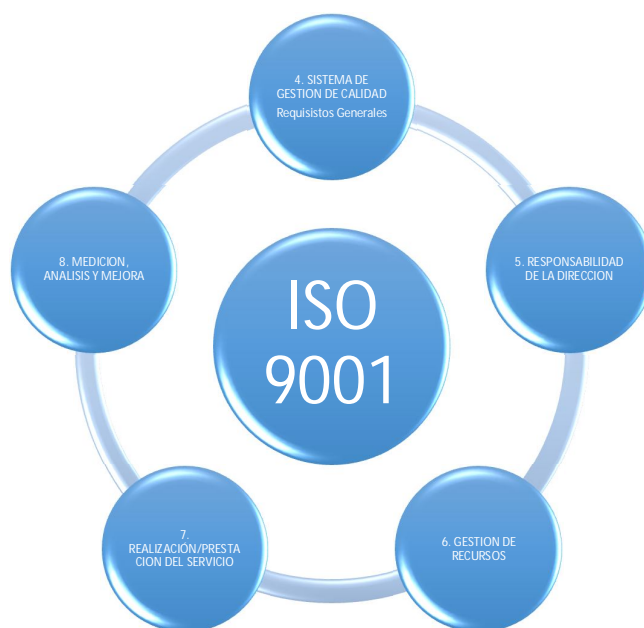 4. SISTEMA DE
GESTION DE CALIDAD
Requisistos Generales
5. RESPONSABILIDAD
DE LA DIRECCION
6. GESTION DE
RECURSOS
7.
REALIZACIÓN/PRESTA
CION DEL SERVICIO
8. MEDICION,
ANALISIS Y MEJORA
ISO
9001